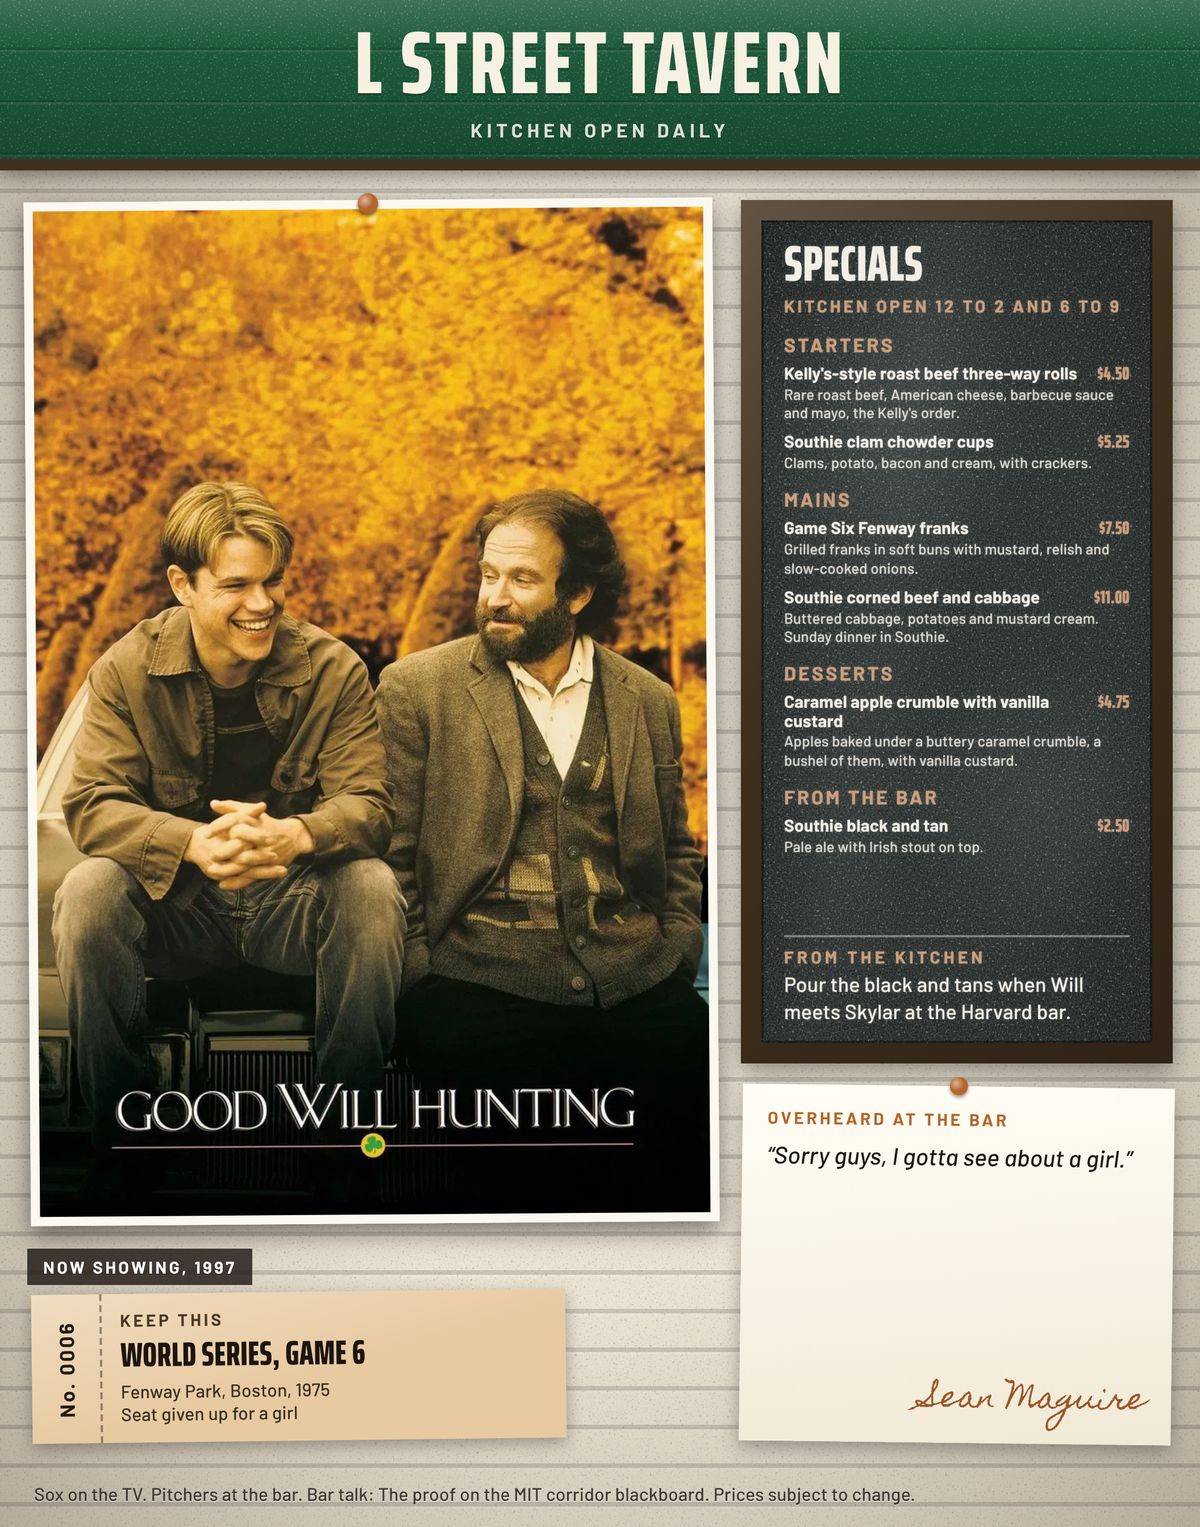 L STREET TAVERN
KITCHEN OPEN DAILY
GOOD WILL HUNTING
NOW SHOWING, 1997
No. 0006
KEEP THIS
WORLD SERIES, GAME 6
Fenway Park, Boston, 1975
Seat given up for a girl
SPECIALS
KITCHEN OPEN 12 TO 2 AND 6 TO 9
STARTERS
Kelly's-style roast beef three-way rolls $4.50
Rare roast beef, American cheese, barbecue sauce
and mayo, the Kelly's order.
Southie clam chowder cups $5.25
Clams, potato, bacon and cream, with crackers.
MAINS
Game Six Fenway franks $7.50
Grilled franks in soft buns with mustard, relish and
slow-cooked onions.
Southie corned beef and cabbage $11.00
Buttered cabbage, potatoes and mustard cream.
Sunday dinner in Southie.
DESSERTS
Caramel apple crumble with vanilla $4.75
custard
Apples baked under a buttery caramel crumble, a
bushel of them, with vanilla custard.
FROM THE BAR
Southie black and tan $2.50
Pale ale with Irish stout on top.
FROM THE KITCHEN
Pour the black and tans when Will
meets Skylar at the Harvard bar.
OVERHEARD AT THE BAR
“Sorry guys, I gotta see about a girl.”
Sean Maguire
Sox on the TV. Pitchers at the bar. Bar talk: The proof on the MIT corridor blackboard. Prices subject to change.